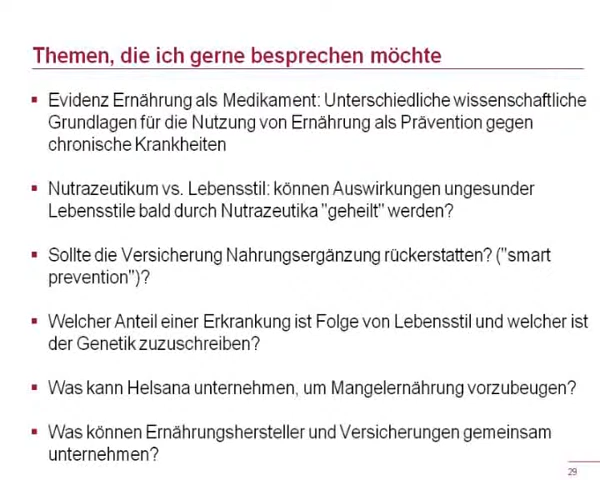 Themen, die ich gerne besprechen möchte
▪ Evidenz Ernährung als Medikament: Unterschiedliche wissenschaftliche
Grundlagen für die Nutzung von Ernährung als Prävention gegen
chronische Krankheiten
▪ Nutrazeutikum vs. Lebensstil: können Auswirkungen ungesunder
Lebensstile bald durch Nutrazeutika "geheilt" werden?
▪ Sollte die Versicherung Nahrungsergänzung rückerstatten? ("smart
prevention")?
▪ Welcher Anteil einer Erkrankung ist Folge von Lebensstil und welcher ist
der Genetik zuzuschreiben?
▪ Was kann Helsana unternehmen, um Mangelernährung vorzubeugen?
▪ Was können Ernährungshersteller und Versicherungen gemeinsam
unternehmen?
29